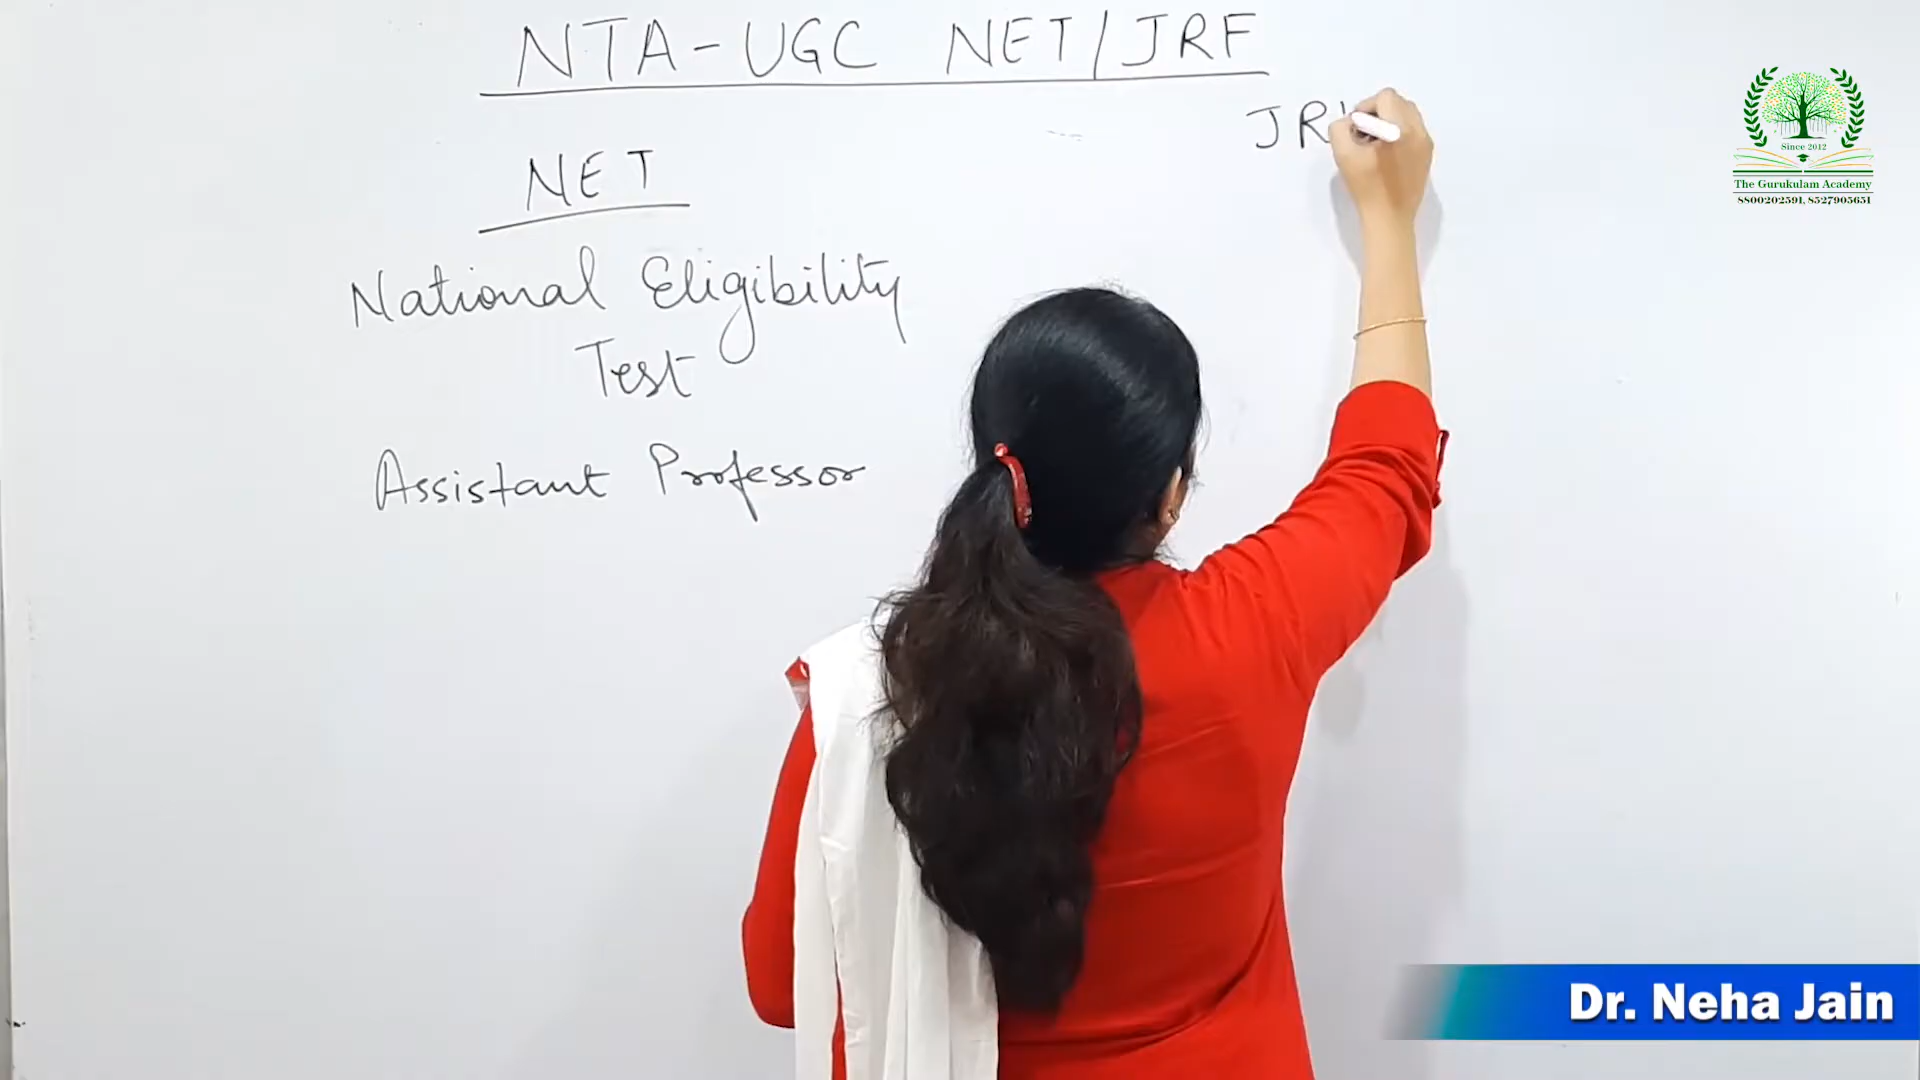 NTA-UGC NET/JRF
JR
NET
National Eligibility
Test
Assistant Professor
Since 2012
The Gurukulam Academy
8800202591, 8527905651
Dr. Neha Jain